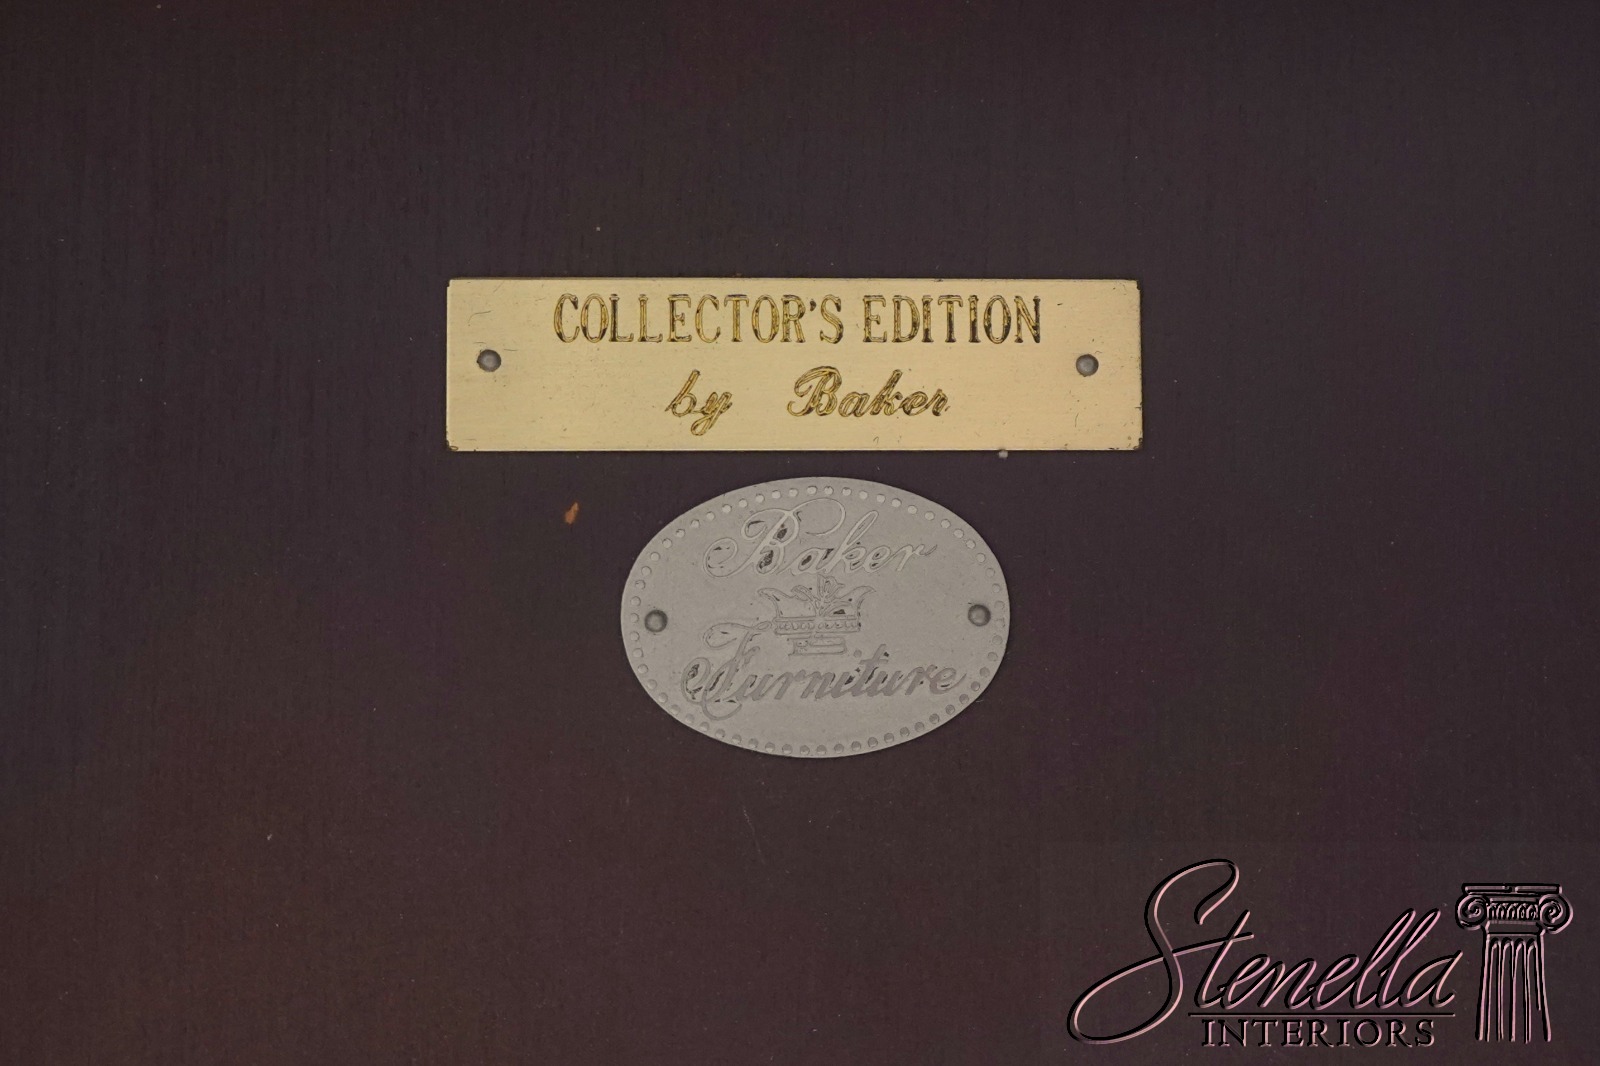 COLLECTOR'S EDITION
by Baker
Baker
Furniture
Stenella
INTERIORS